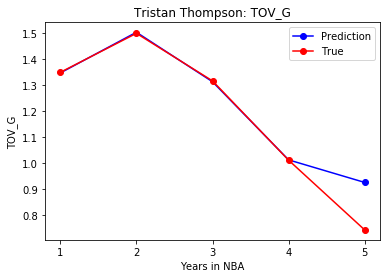 Tristan Thompson: TOV_G
Prediction
True
1.5
1.4
1.3
1.2
1.1
1.0
0.9
0.8
TOV_G
1 2 3 4 5
Years in NBA